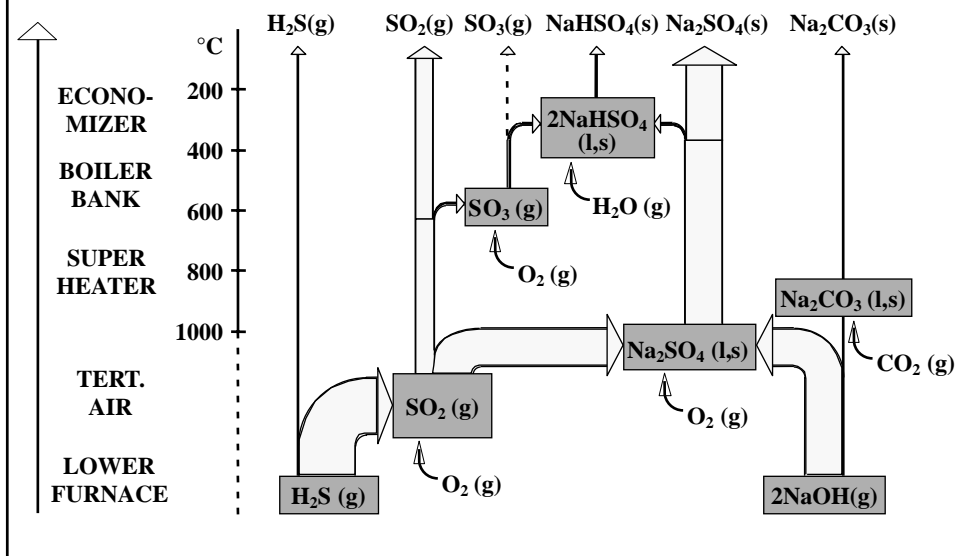 H₂S(g) SO₂(g) SO₃(g) NaHSO₄(s) Na₂SO₄(s) Na₂CO₃(s)
°C
200
ECONO-
MIZER
2NaHSO₄
(l,s)
400
BOILER
BANK
SO₃ (g)
H₂O (g)
600
SUPER
HEATER
O₂ (g)
800
Na₂CO₃ (l,s)
1000
Na₂SO₄ (l,s)
CO₂ (g)
TERT.
AIR
SO₂ (g)
O₂ (g)
LOWER
FURNACE
O₂ (g)
H₂S (g)
2NaOH(g)